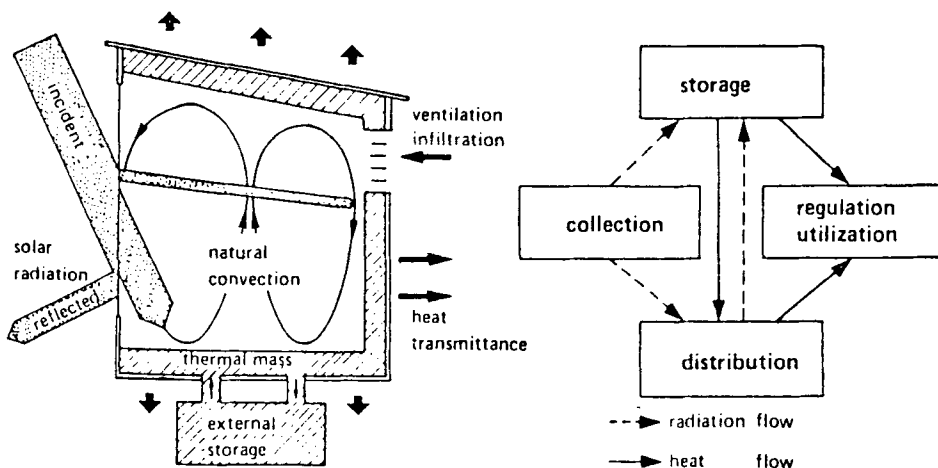 incident
ventilation
infiltration
solar
radiation
reflected
natural
convection
heat
transmittance
thermal mass
external
storage
storage
collection
regulation
utilization
distribution
radiation flow
heat flow